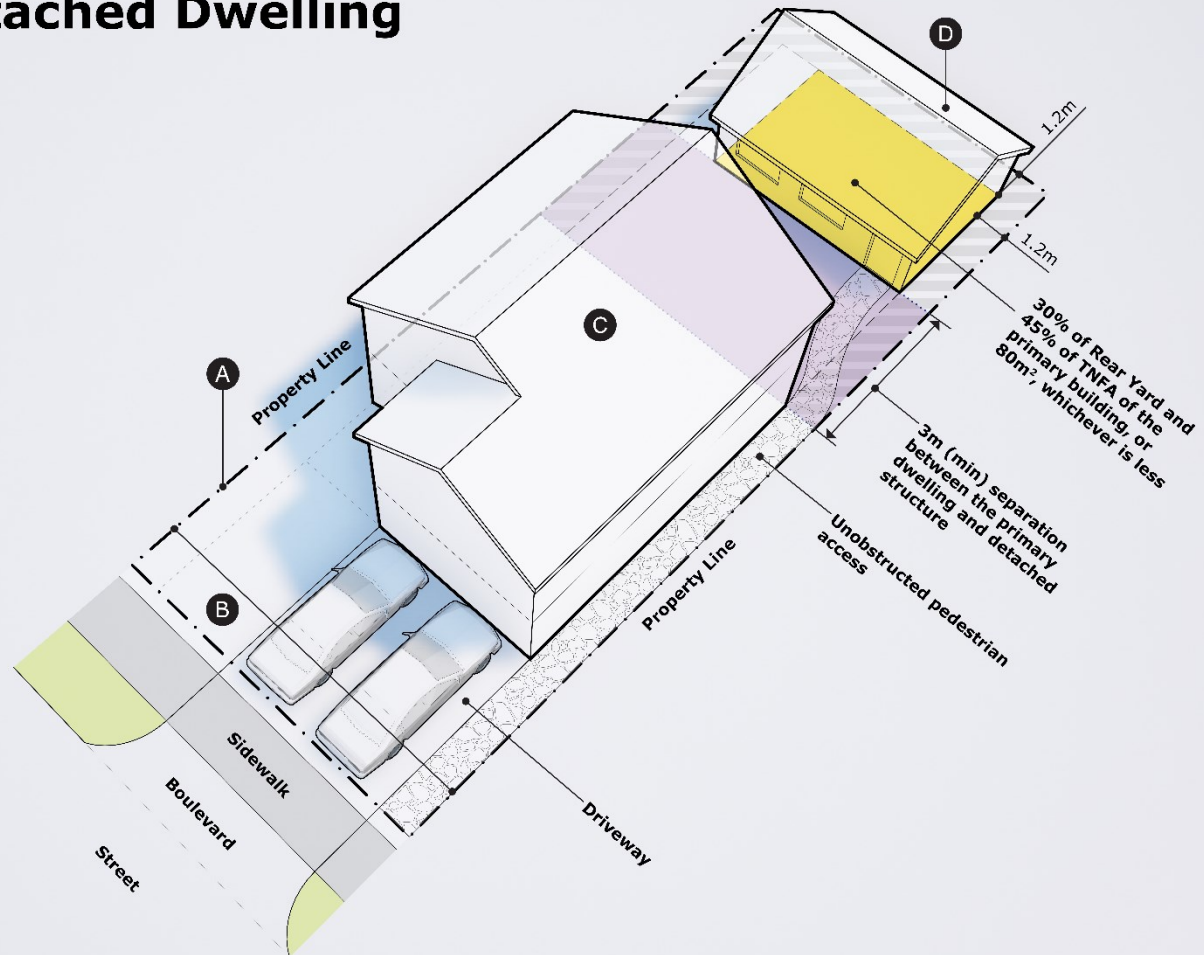 tached Dwelling
D
1.2m
1.2m
C
A
Property Line
30% of Rear Yard and
45% of TNFA of the
primary building, or
80m², whichever is less
3m (min) separation
between the primary
dwelling and detached
structure
Unobstructed pedestrian
access
Property Line
B
Sidewalk
Boulevard
Street
Driveway